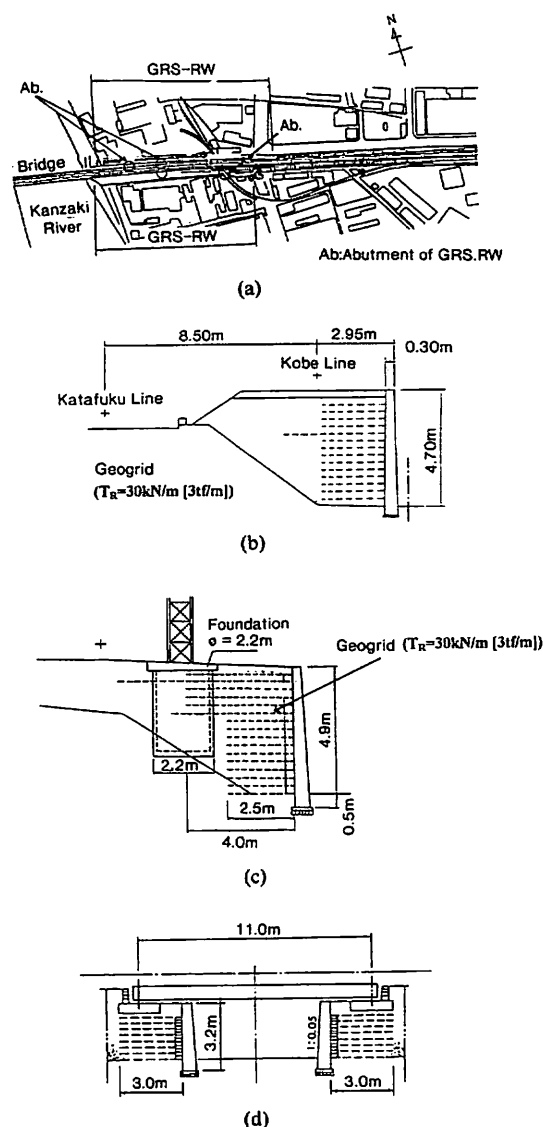 N
GRS-RW
Ab.
Ab.
Bridge
Kanzaki
River
GRS-RW
Ab:Abutment of GRS.RW
(a)
8.50m
2.95m
Kobe Line
0.30m
Katafuku Line
4.70m
Geogrid
(T_R=30kN/m [3tf/m])
(b)
Foundation
ø = 2.2m
Geogrid (T_R=30kN/m [3tf/m])
4.9m
2.2m
2.5m
0.5m
4.0m
(c)
11.0m
3.2m
1:0.05
3.0m
3.0m
(d)